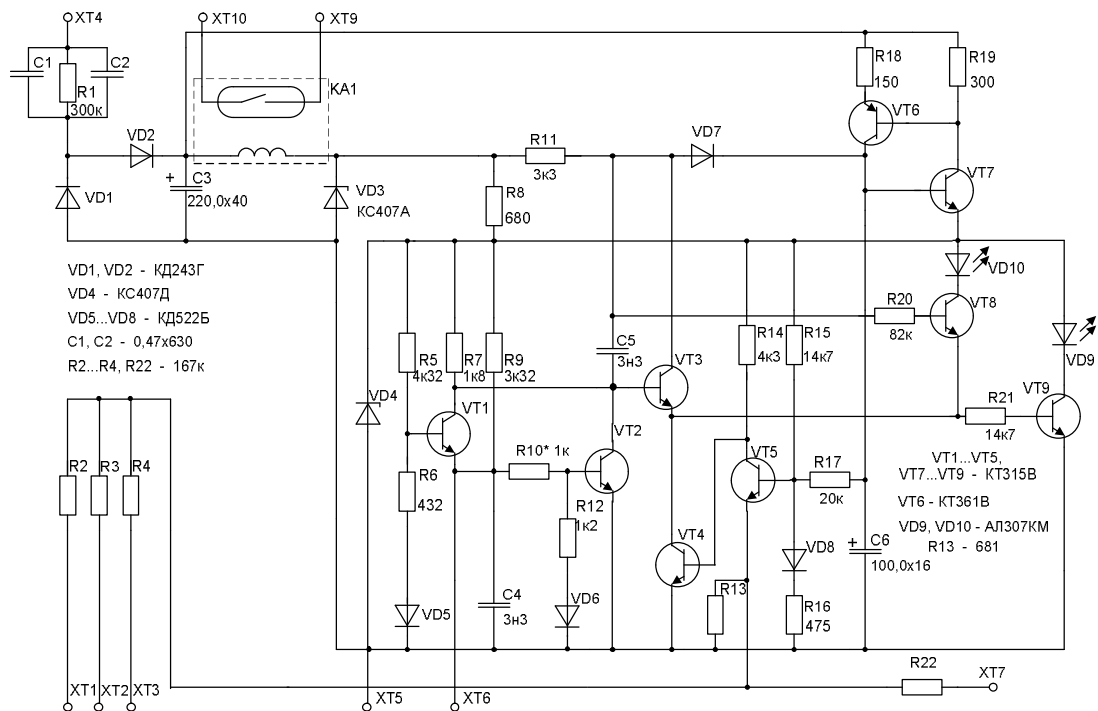 XT4
XT10
XT9
C1
C2
R1
300к
KA1
R18
150
R19
300
VT6
VD2
R11
3к3
VD7
VT7
VD1
+
C3
220,0x40
VD3
КС407А
R8
680
VD10
VD1, VD2 - КД243Г
VD4 - КС407Д
VD5...VD8 - КД522Б
C1, C2 - 0,47x630
R2...R4, R22 - 167к
R20
82к
VT8
R5
4к32
R7
1к8
R9
3к32
C5
3н3
VT3
R14
4к3
R15
14к7
VD9
VD4
VT1
VT2
VT9
R21
14к7
R2
R3
R4
R6
432
R10* 1к
VT5
R17
20к
VT1...VT5,
VT7...VT9 - КТ315В
VT6 - КТ361В
VD9, VD10 - АЛ307КМ
R13 - 681
R12
1к2
VT4
VD8
+
C6
100,0x16
VD5
C4
3н3
VD6
R13
R16
475
R22
XT7
XT1
XT2
XT3
XT5
XT6